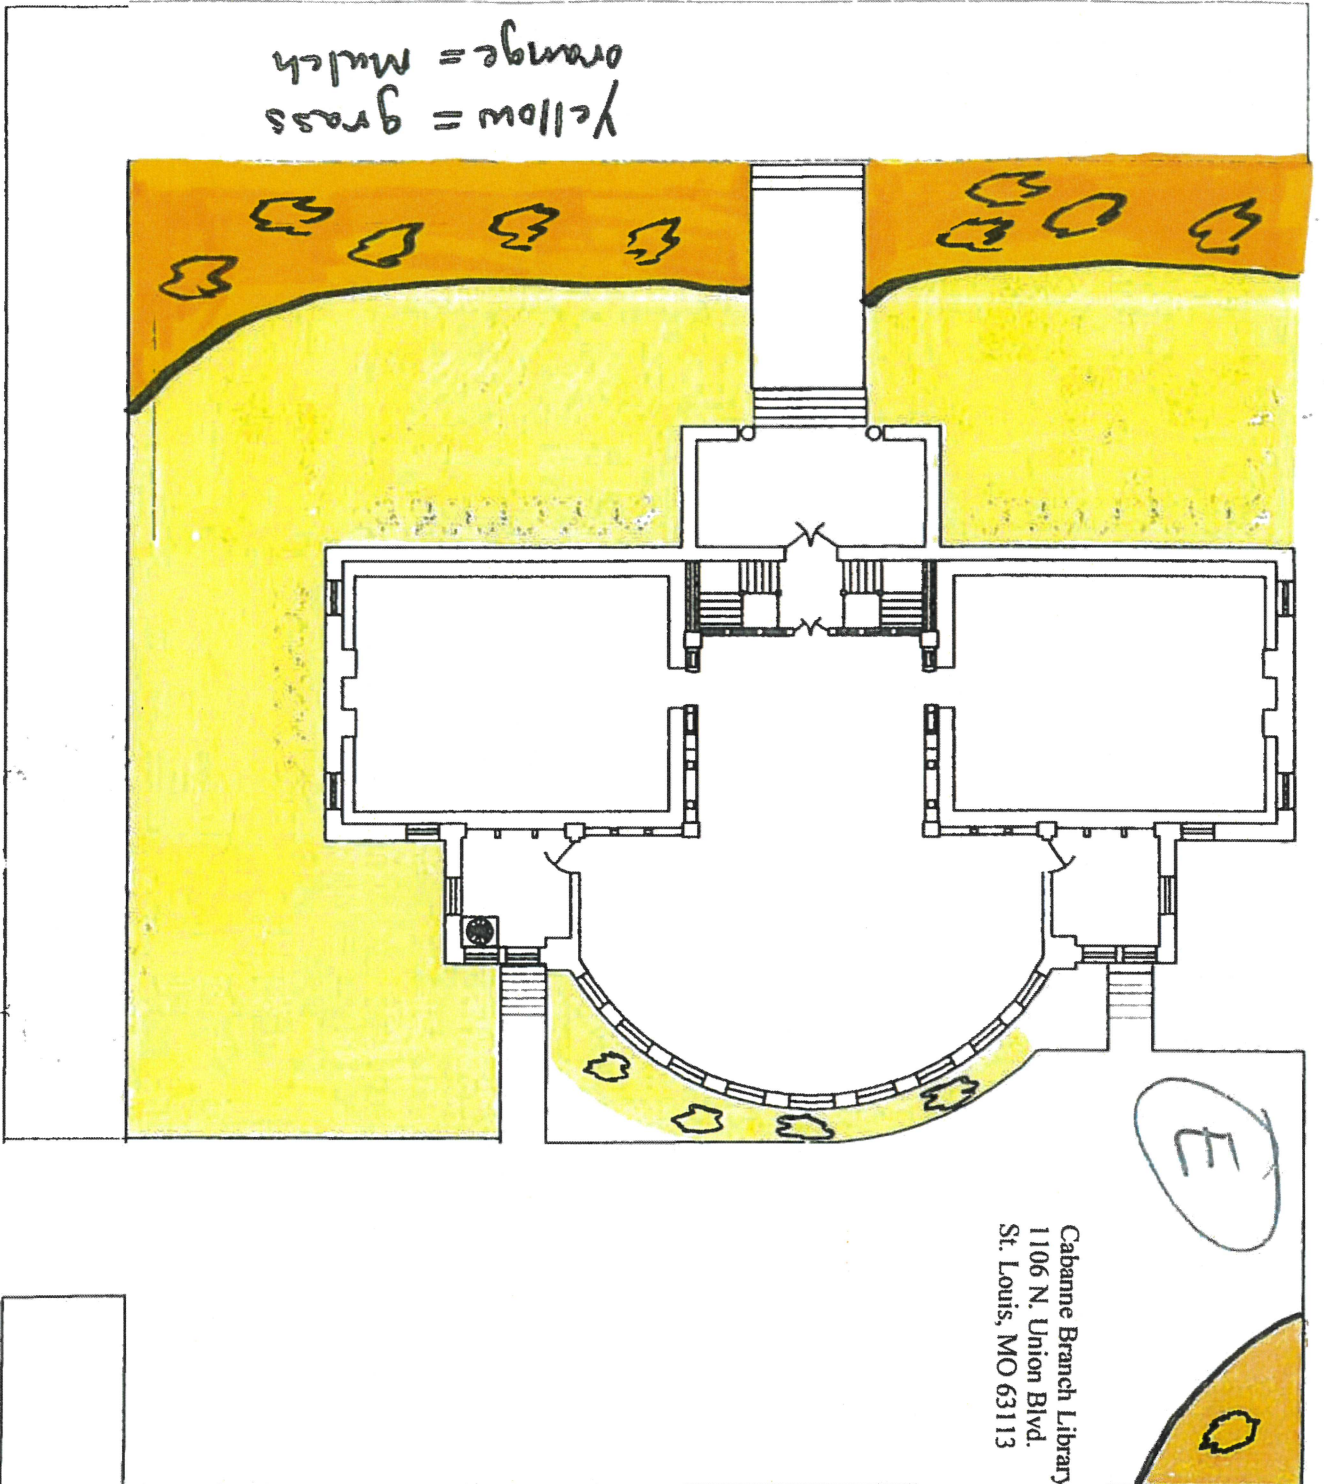 yellow = grass
orange = Mulch
E
Cabanne Branch Library
1106 N. Union Blvd.
St. Louis, MO 63113